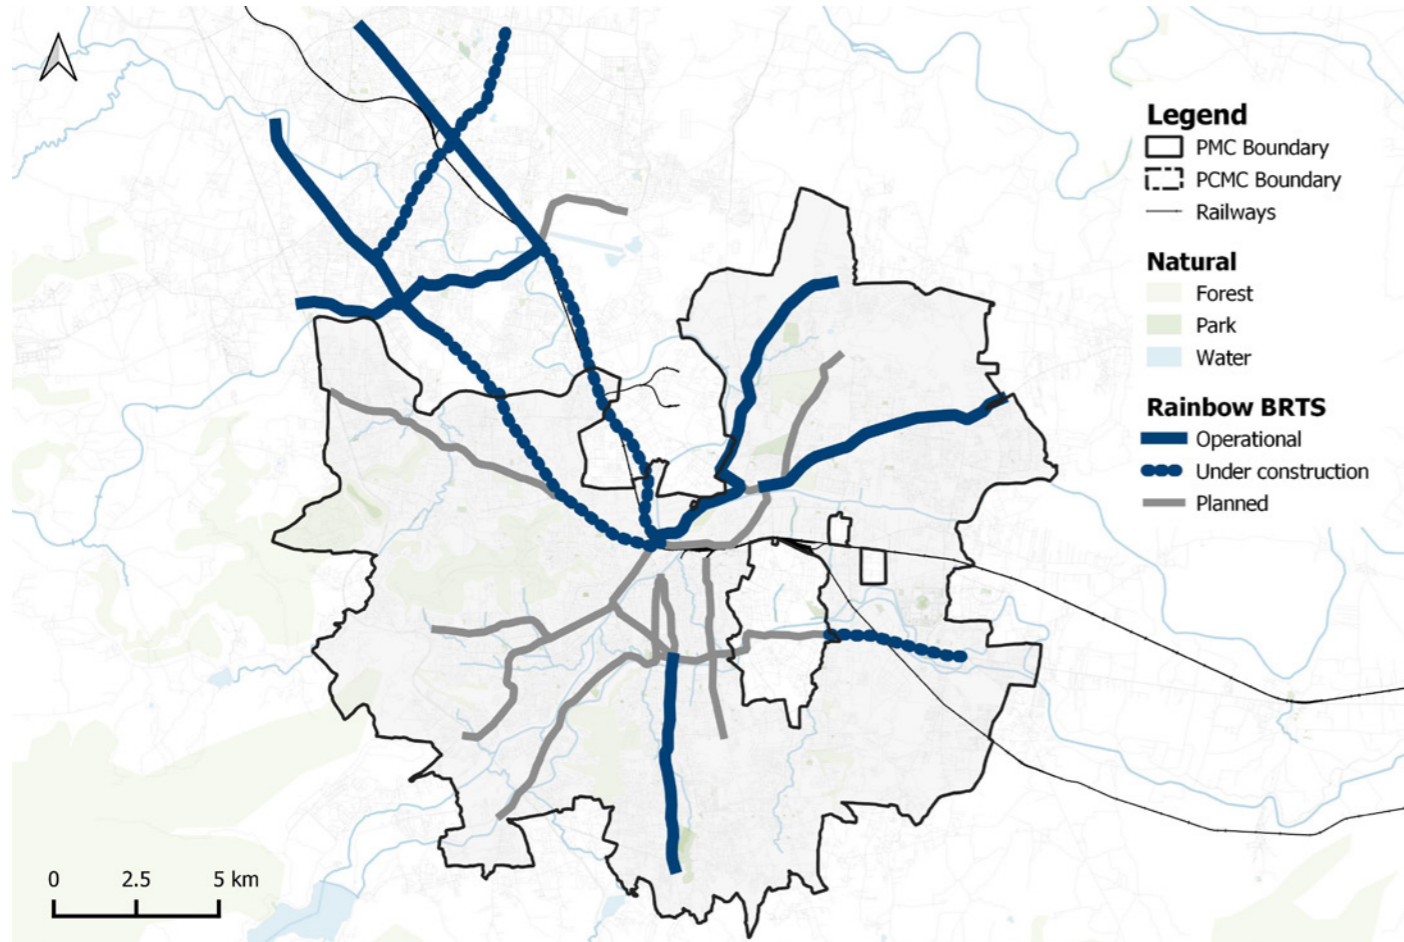 Legend
PMC Boundary
PCMC Boundary
Railways
Natural
Forest
Park
Water
Rainbow BRTS
Operational
Under construction
Planned
0 2.5 5 km